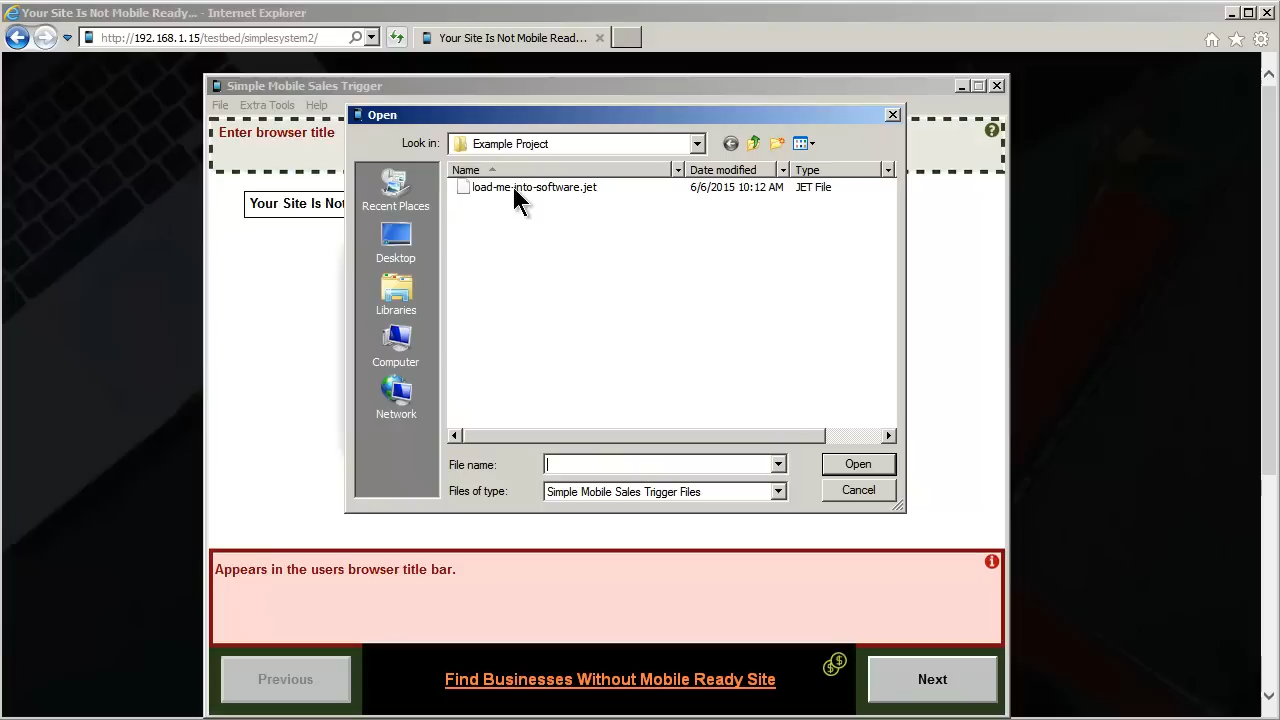 Your Site Is Not Mobile Ready... - Internet Explorer
http://192.168.1.15/testbed/simplesystem2/
Your Site Is Not Mobile Read...
Simple Mobile Sales Trigger
File Extra Tools Help
Enter browser title
?
Your Site Is Not
Open
Look in: Example Project
Name Date modified Type
load-me-into-software.jet 6/6/2015 10:12 AM JET File
Recent Places
Desktop
Libraries
Computer
Network
File name: Open
Files of type: Simple Mobile Sales Trigger Files Cancel
Appears in the users browser title bar.
Previous Find Businesses Without Mobile Ready Site $ $ Next